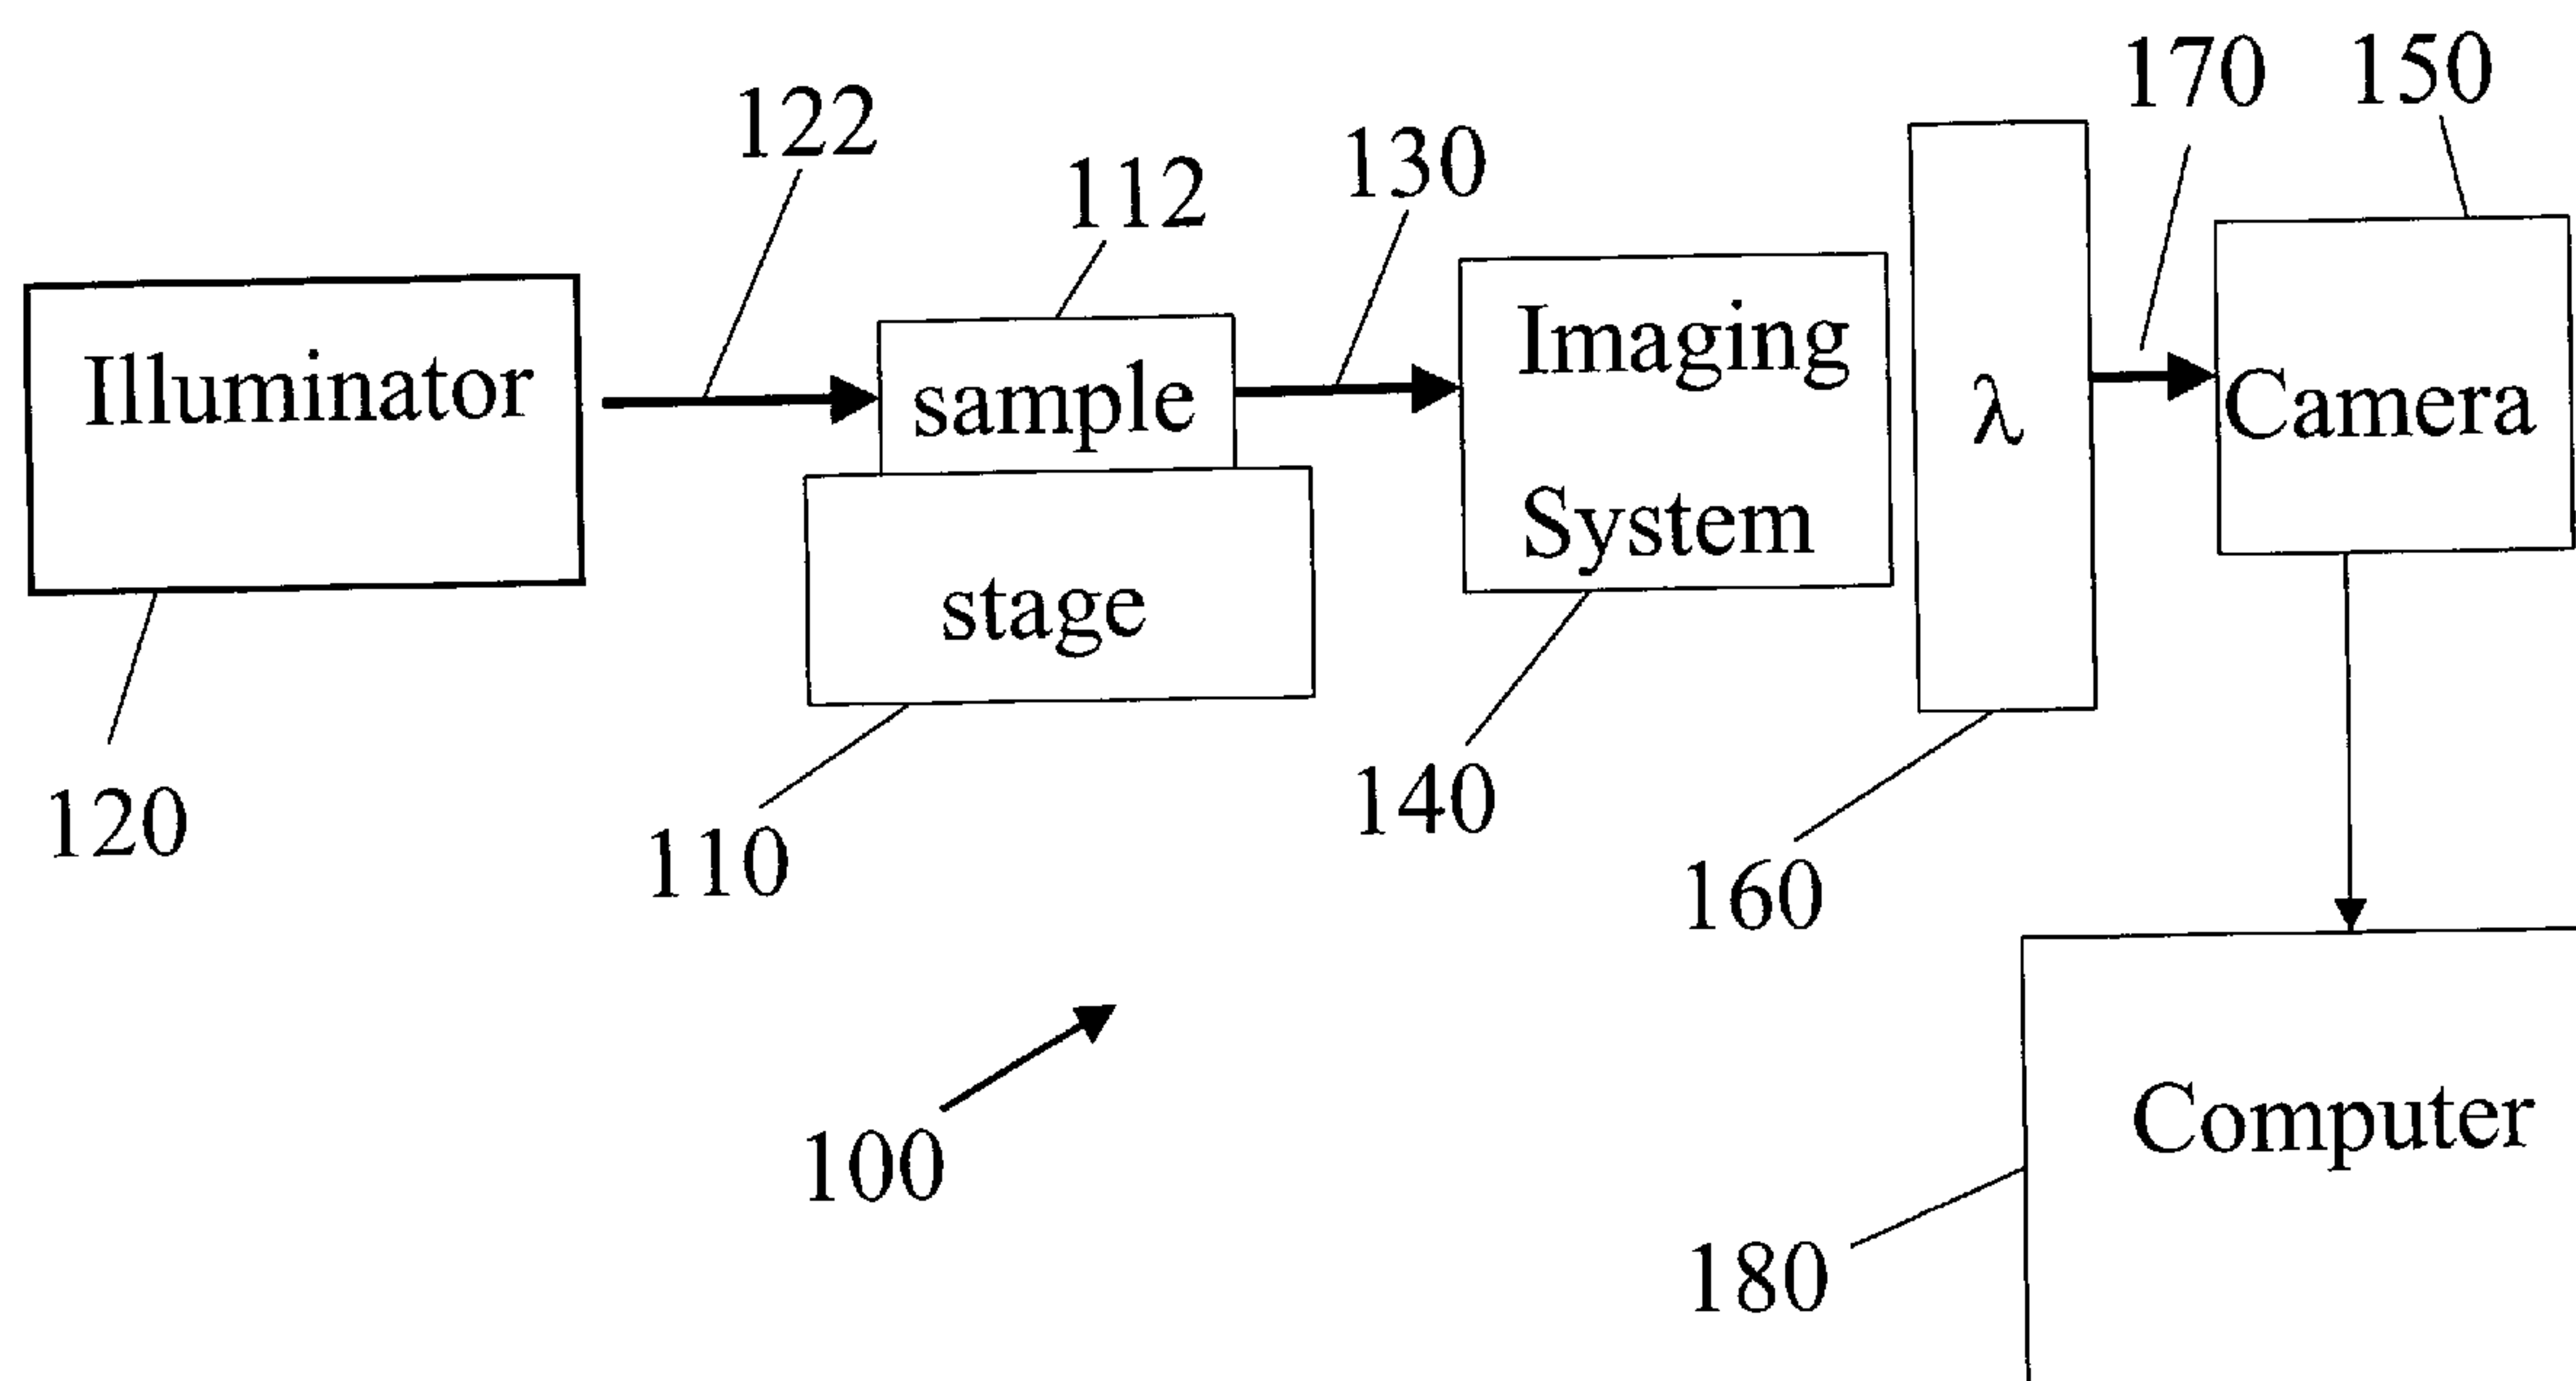 170 150
122
130
112
Illuminator
sample
Imaging
System
λ
Camera
stage
120
110
140
160
100
Computer
180